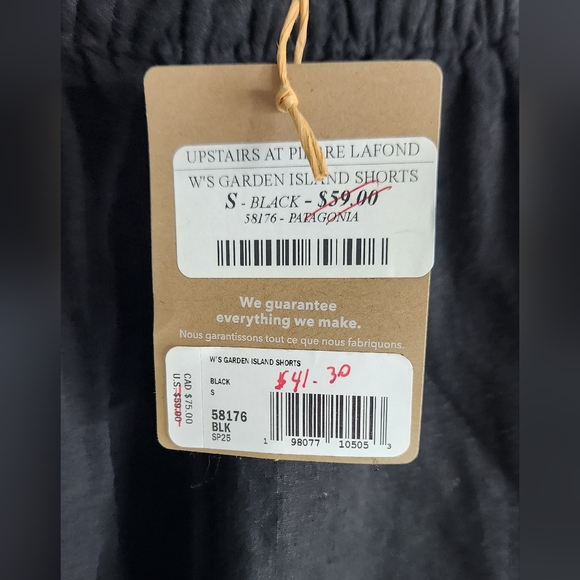 UPSTAIRS AT PIERRE LAFOND
W'S GARDEN ISLAND SHORTS
S - BLACK - $59.00
58176 - PATAGONIA
We guarantee
everything we make.
Nous garantissons tout ce que nous fabriquons.
W'S GARDEN ISLAND SHORTS
BLACK
S
$41.30
58176
BLK
SP25
1 98077 10505 3
CAD $75.00
U.S $59.00